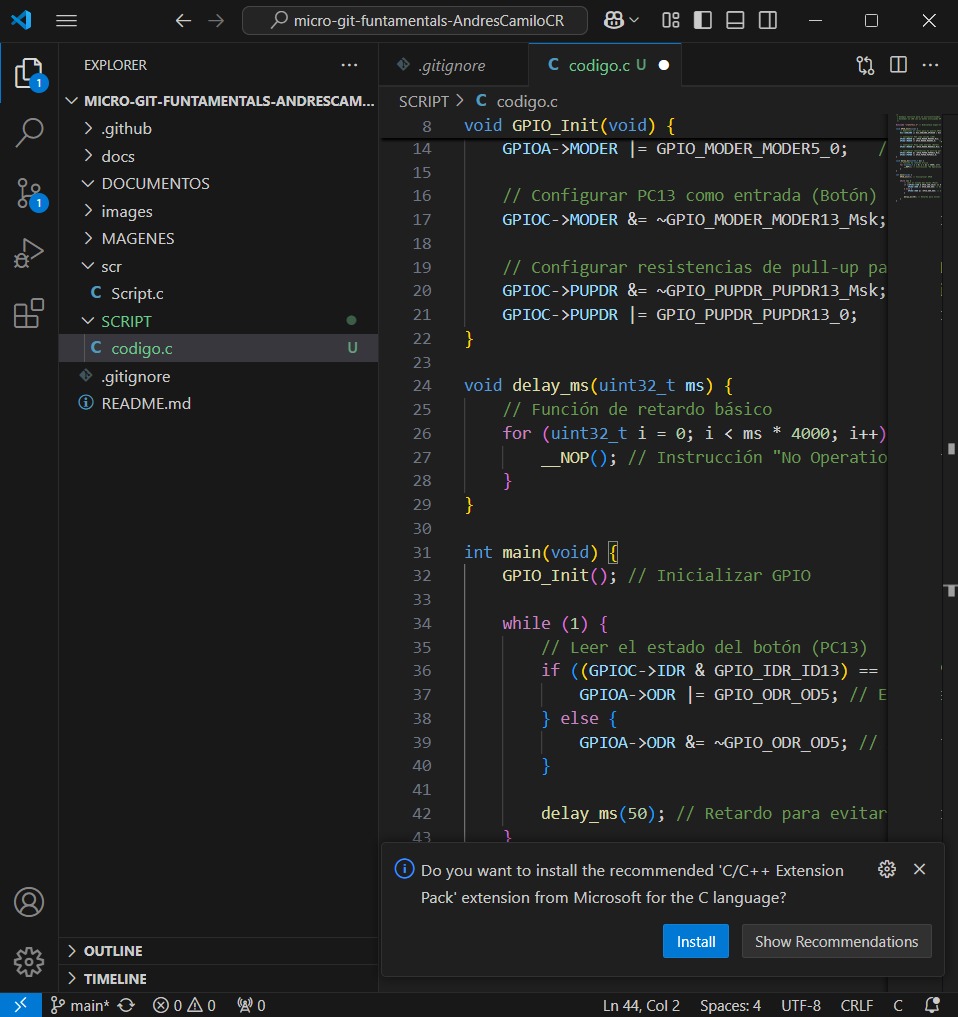 micro-git-funtamentals-AndresCamiloCR
EXPLORER
MICRO-GIT-FUNTAMENTALS-ANDRESCAM...
.github
docs
DOCUMENTOS
images
MAGENES
scr
C Script.c
SCRIPT
C codigo.c U
.gitignore
README.md
OUTLINE
TIMELINE
1
1
.gitignore
C codigo.c U
SCRIPT > C codigo.c
8 void GPIO_Init(void) {
14 GPIOA->MODER |= GPIO_MODER_MODER5_0; //
15
16 // Configurar PC13 como entrada (Botón)
17 GPIOC->MODER &= ~GPIO_MODER_MODER13_Msk;
18
19 // Configurar resistencias de pull-up pa
20 GPIOC->PUPDR &= ~GPIO_PUPDR_PUPDR13_Msk;
21 GPIOC->PUPDR |= GPIO_PUPDR_PUPDR13_0;
22 }
23
24 void delay_ms(uint32_t ms) {
25 // Función de retardo básico
26 for (uint32_t i = 0; i < ms * 4000; i++)
27 __NOP(); // Instrucción "No Operatio
28 }
29 }
30
31 int main(void) {
32 GPIO_Init(); // Inicializar GPIO
33
34 while (1) {
35 // Leer el estado del botón (PC13)
36 if ((GPIOC->IDR & GPIO_IDR_ID13) ==
37 GPIOA->ODR |= GPIO_ODR_OD5; // E
38 } else {
39 GPIOA->ODR &= ~GPIO_ODR_OD5; //
40 }
41
42 delay_ms(50); // Retardo para evitar
43 }
Do you want to install the recommended 'C/C++ Extension
Pack' extension from Microsoft for the C language?
Install
Show Recommendations
main* 0 0 0 Ln 44, Col 2 Spaces: 4 UTF-8 CRLF C